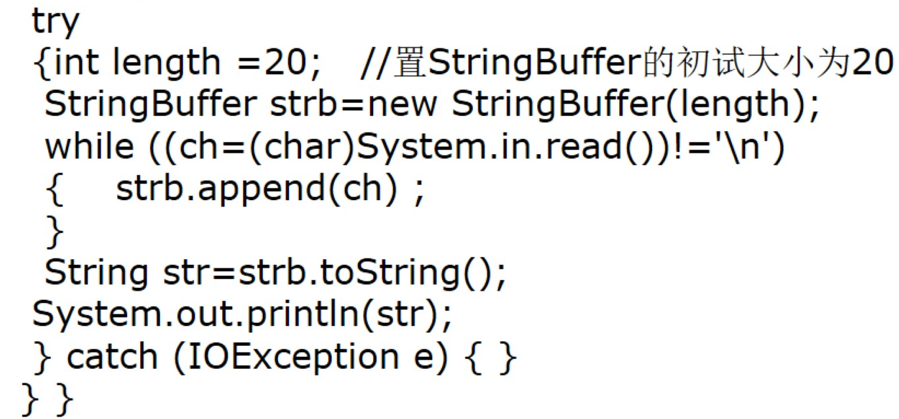 try
{int length =20;   //置StringBuffer的初试大小为20
StringBuffer strb=new StringBuffer(length);
while ((ch=(char)System.in.read())!='\n')
{    strb.append(ch) ;
}
String str=strb.toString();
System.out.println(str);
} catch (IOException e) { }
} }